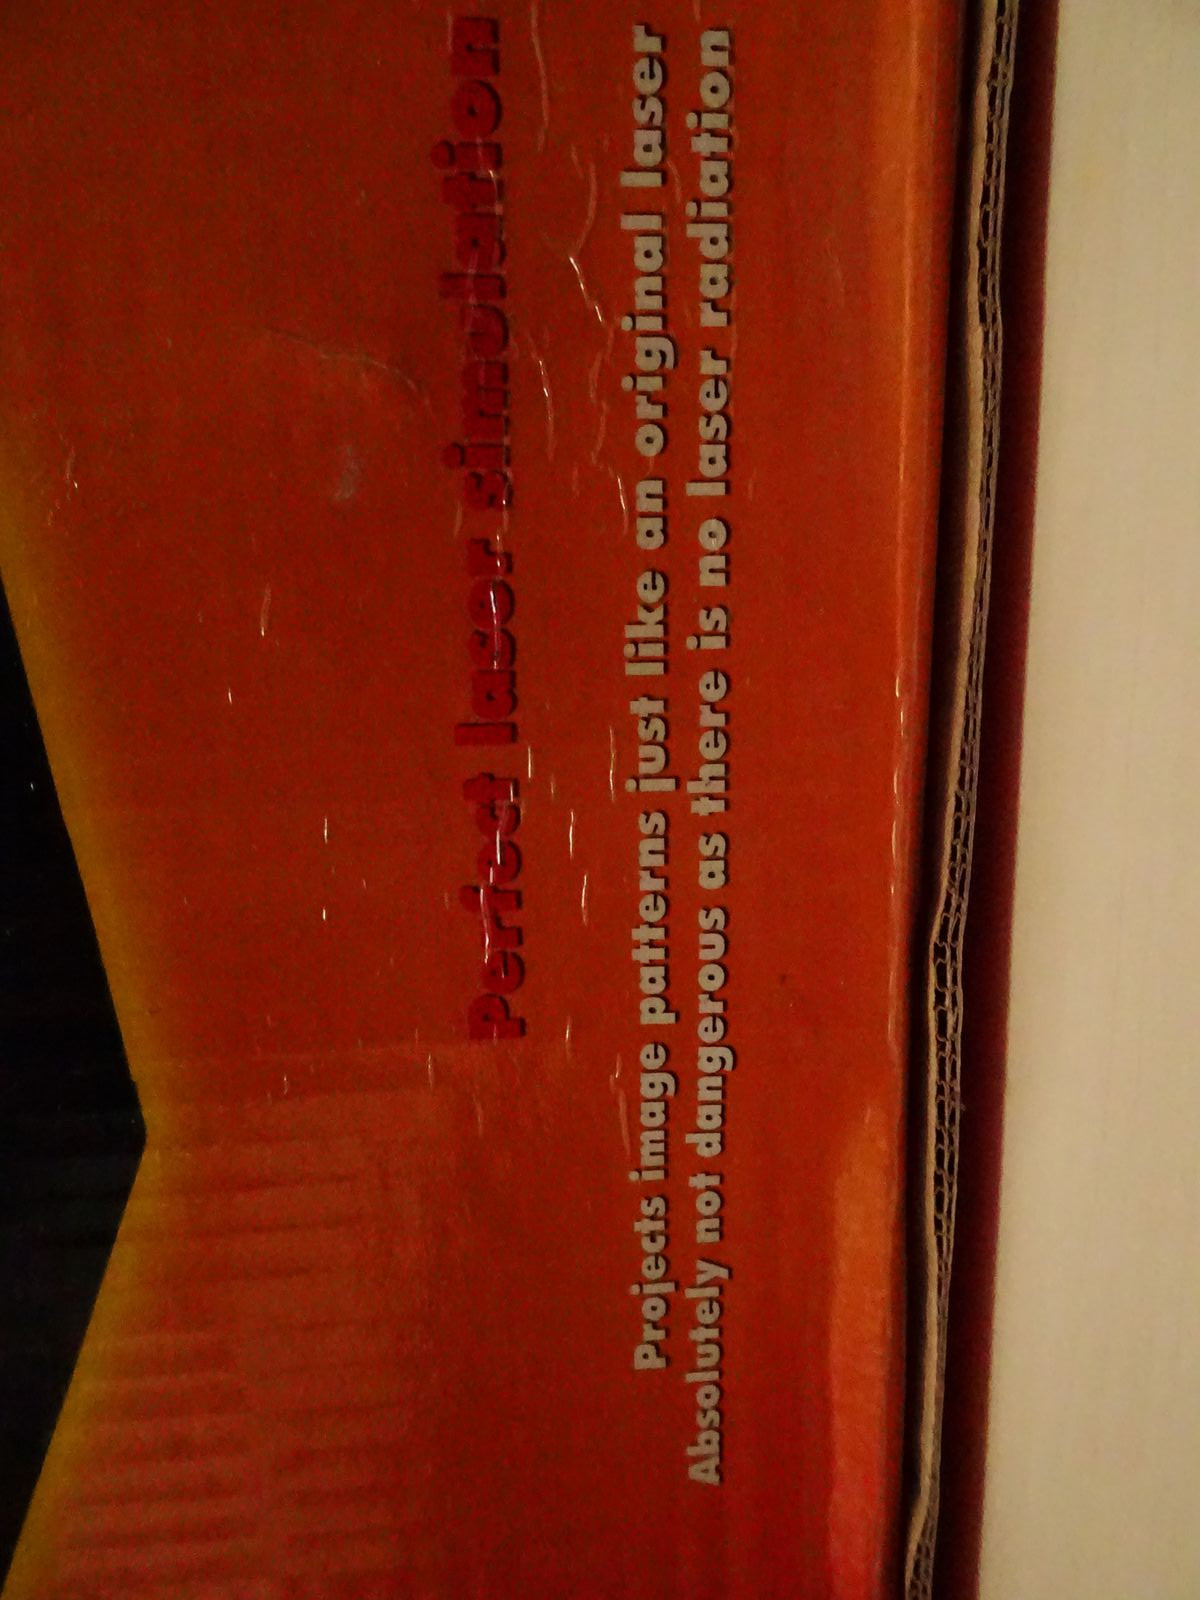 Perfect laser simulation
Projects image patterns just like an original laser
Absolutely not dangerous as there is no laser radiation